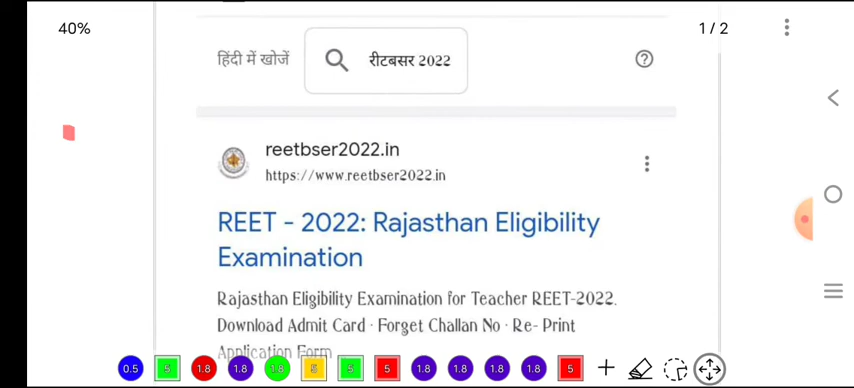 40%
1 / 2
हिंदी में खोजें
रीटबसर 2022
reetbser2022.in
https://www.reetbser2022.in
REET - 2022: Rajasthan Eligibility
Examination
Rajasthan Eligibility Examination for Teacher REET-2022.
Download Admit Card · Forget Challan No · Re- Print
Application Form
0.5 5 1.8 1.8 1.8 5 5 5 1.8 1.8 1.8 1.8 5